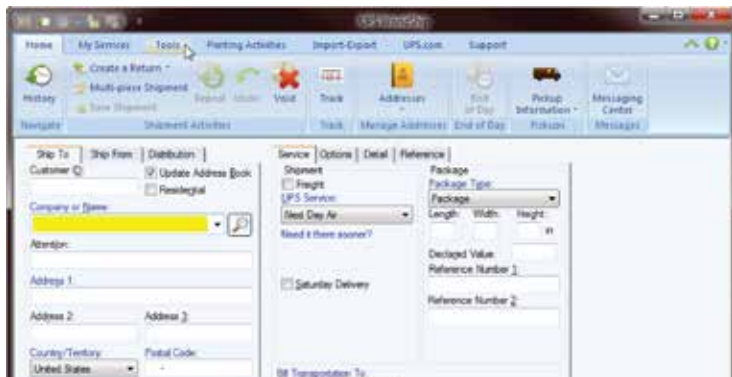 UPS WorldShip
Home My Services Tools Printing Activities Import-Export UPS.com Support
Create a Return
Multi-piece Shipment
Save Shipment
History Repeat Void Track Addresses End of Day Pickup Information Messaging Center
Navigate Shipment Activities Track Manage Addresses End of Day Pickups Messages
Ship To Ship From Distribution
Customer ID: Update Address Book
Residential
Company or Name:
Attention:
Address 1:
Address 2: Address 3:
Country/Territory: Postal Code:
United States -
Service Options Detail Reference
Shipment Package
Freight Package Type:
UPS Service: Package
Next Day Air Length: Width: Height:
Need it there sooner? in
Declared Value:
Reference Number 1:
Saturday Delivery
Reference Number 2:
Bill Transportation To: